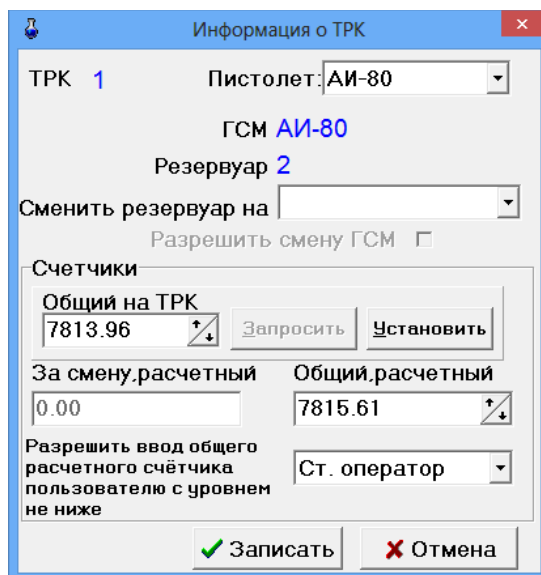 Информация о ТРК
ТРК 1 Пистолет: АИ-80
ГСМ АИ-80
Резервуар 2
Сменить резервуар на
Разрешить смену ГСМ
Счетчики
Общий на ТРК
7813.96 Запросить Установить
За смену,расчетный Общий,расчетный
0.00 7815.61
Разрешить ввод общего
расчетного счётчика
пользователю с уровнем
не ниже
Ст. оператор
Записать Отмена